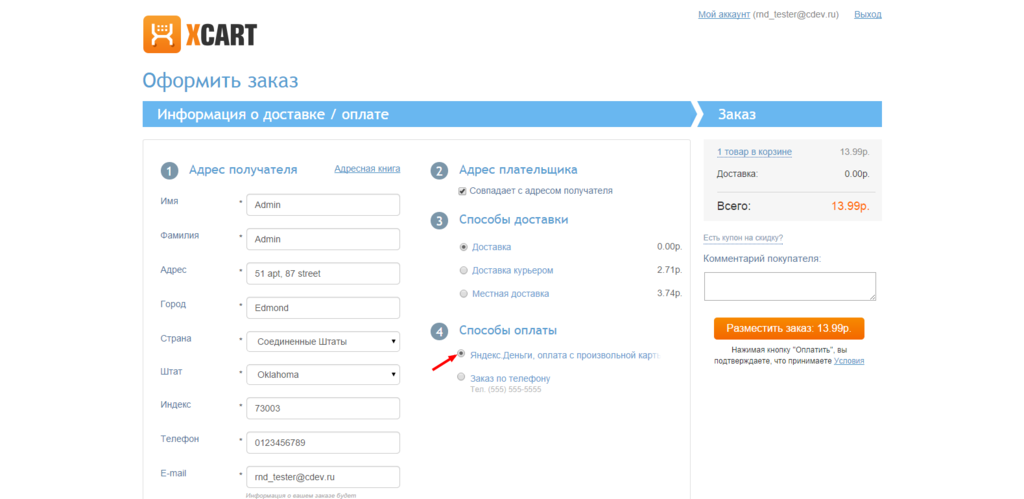 Мой аккаунт (rnd_tester@cdev.ru) Выход
XCART
Оформить заказ
Информация о доставке / оплате
Заказ
1 Адрес получателя Адресная книга
Имя * Admin
Фамилия * Admin
Адрес * 51 apt, 87 street
Город * Edmond
Страна * Соединенные Штаты
Штат * Oklahoma
Индекс * 73003
Телефон * 0123456789
E-mail * rnd_tester@cdev.ru
Информация о вашем заказе будет
2 Адрес плательщика
Совпадает с адресом получателя
3 Способы доставки
Доставка 0.00р.
Доставка курьером 2.71р.
Местная доставка 3.74р.
4 Способы оплаты
Яндекс.Деньги, оплата с произвольной карты
Заказ по телефону
Тел. (555) 555-5555
1 товар в корзине 13.99р.
Доставка: 0.00р.
Всего: 13.99р.
Есть купон на скидку?
Комментарий покупателя:
Разместить заказ: 13.99р.
Нажимая кнопку "Оплатить", вы
подтверждаете, что принимаете Условия